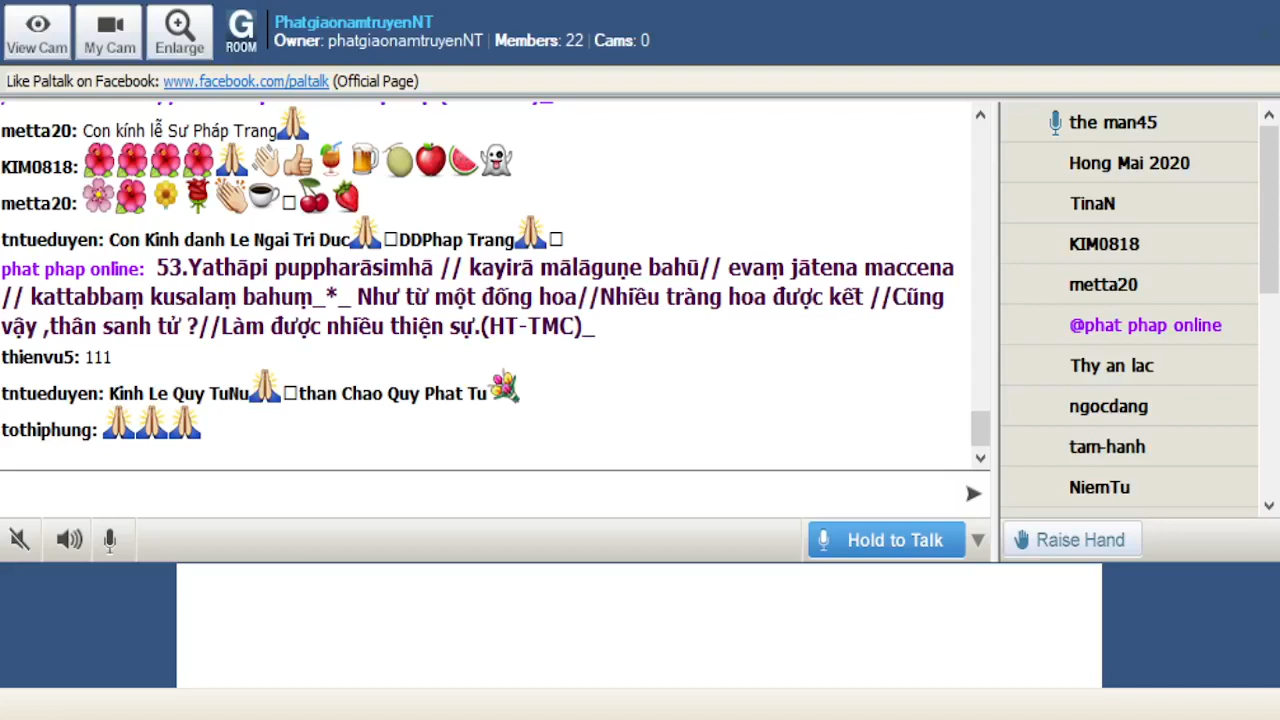 View Cam
My Cam
Enlarge
G
ROOM
PhatgiaonamtruyenNT
Owner: phatgiaonamtruyenNT | Members: 22 | Cams: 0
Like Paltalk on Facebook: www.facebook.com/paltalk (Official Page)
metta20: Con kính lễ Sư Pháp Trang
KIM0818:
metta20:
tntueduyen: Con Kinh danh Le Ngai Tri Duc DDPhap Trang
phat phap online: 53.Yathāpi puppharāsimhā // kayirā mālāguṇe bahū// evaṃ jātena maccena
// kattabbaṃ kusalaṃ bahuṃ_*_ Như từ một đống hoa//Nhiều tràng hoa được kết //Cũng
vậy ,thân sanh tử ?//Làm được nhiều thiện sự.(HT-TMC)_
thienvu5: 111
tntueduyen: Kinh Le Quy TuNu than Chao Quy Phat Tu
tothiphung:
Hold to Talk
the man45
Hong Mai 2020
TinaN
KIM0818
metta20
@phat phap online
Thy an lac
ngocdang
tam-hanh
NiemTu
Raise Hand